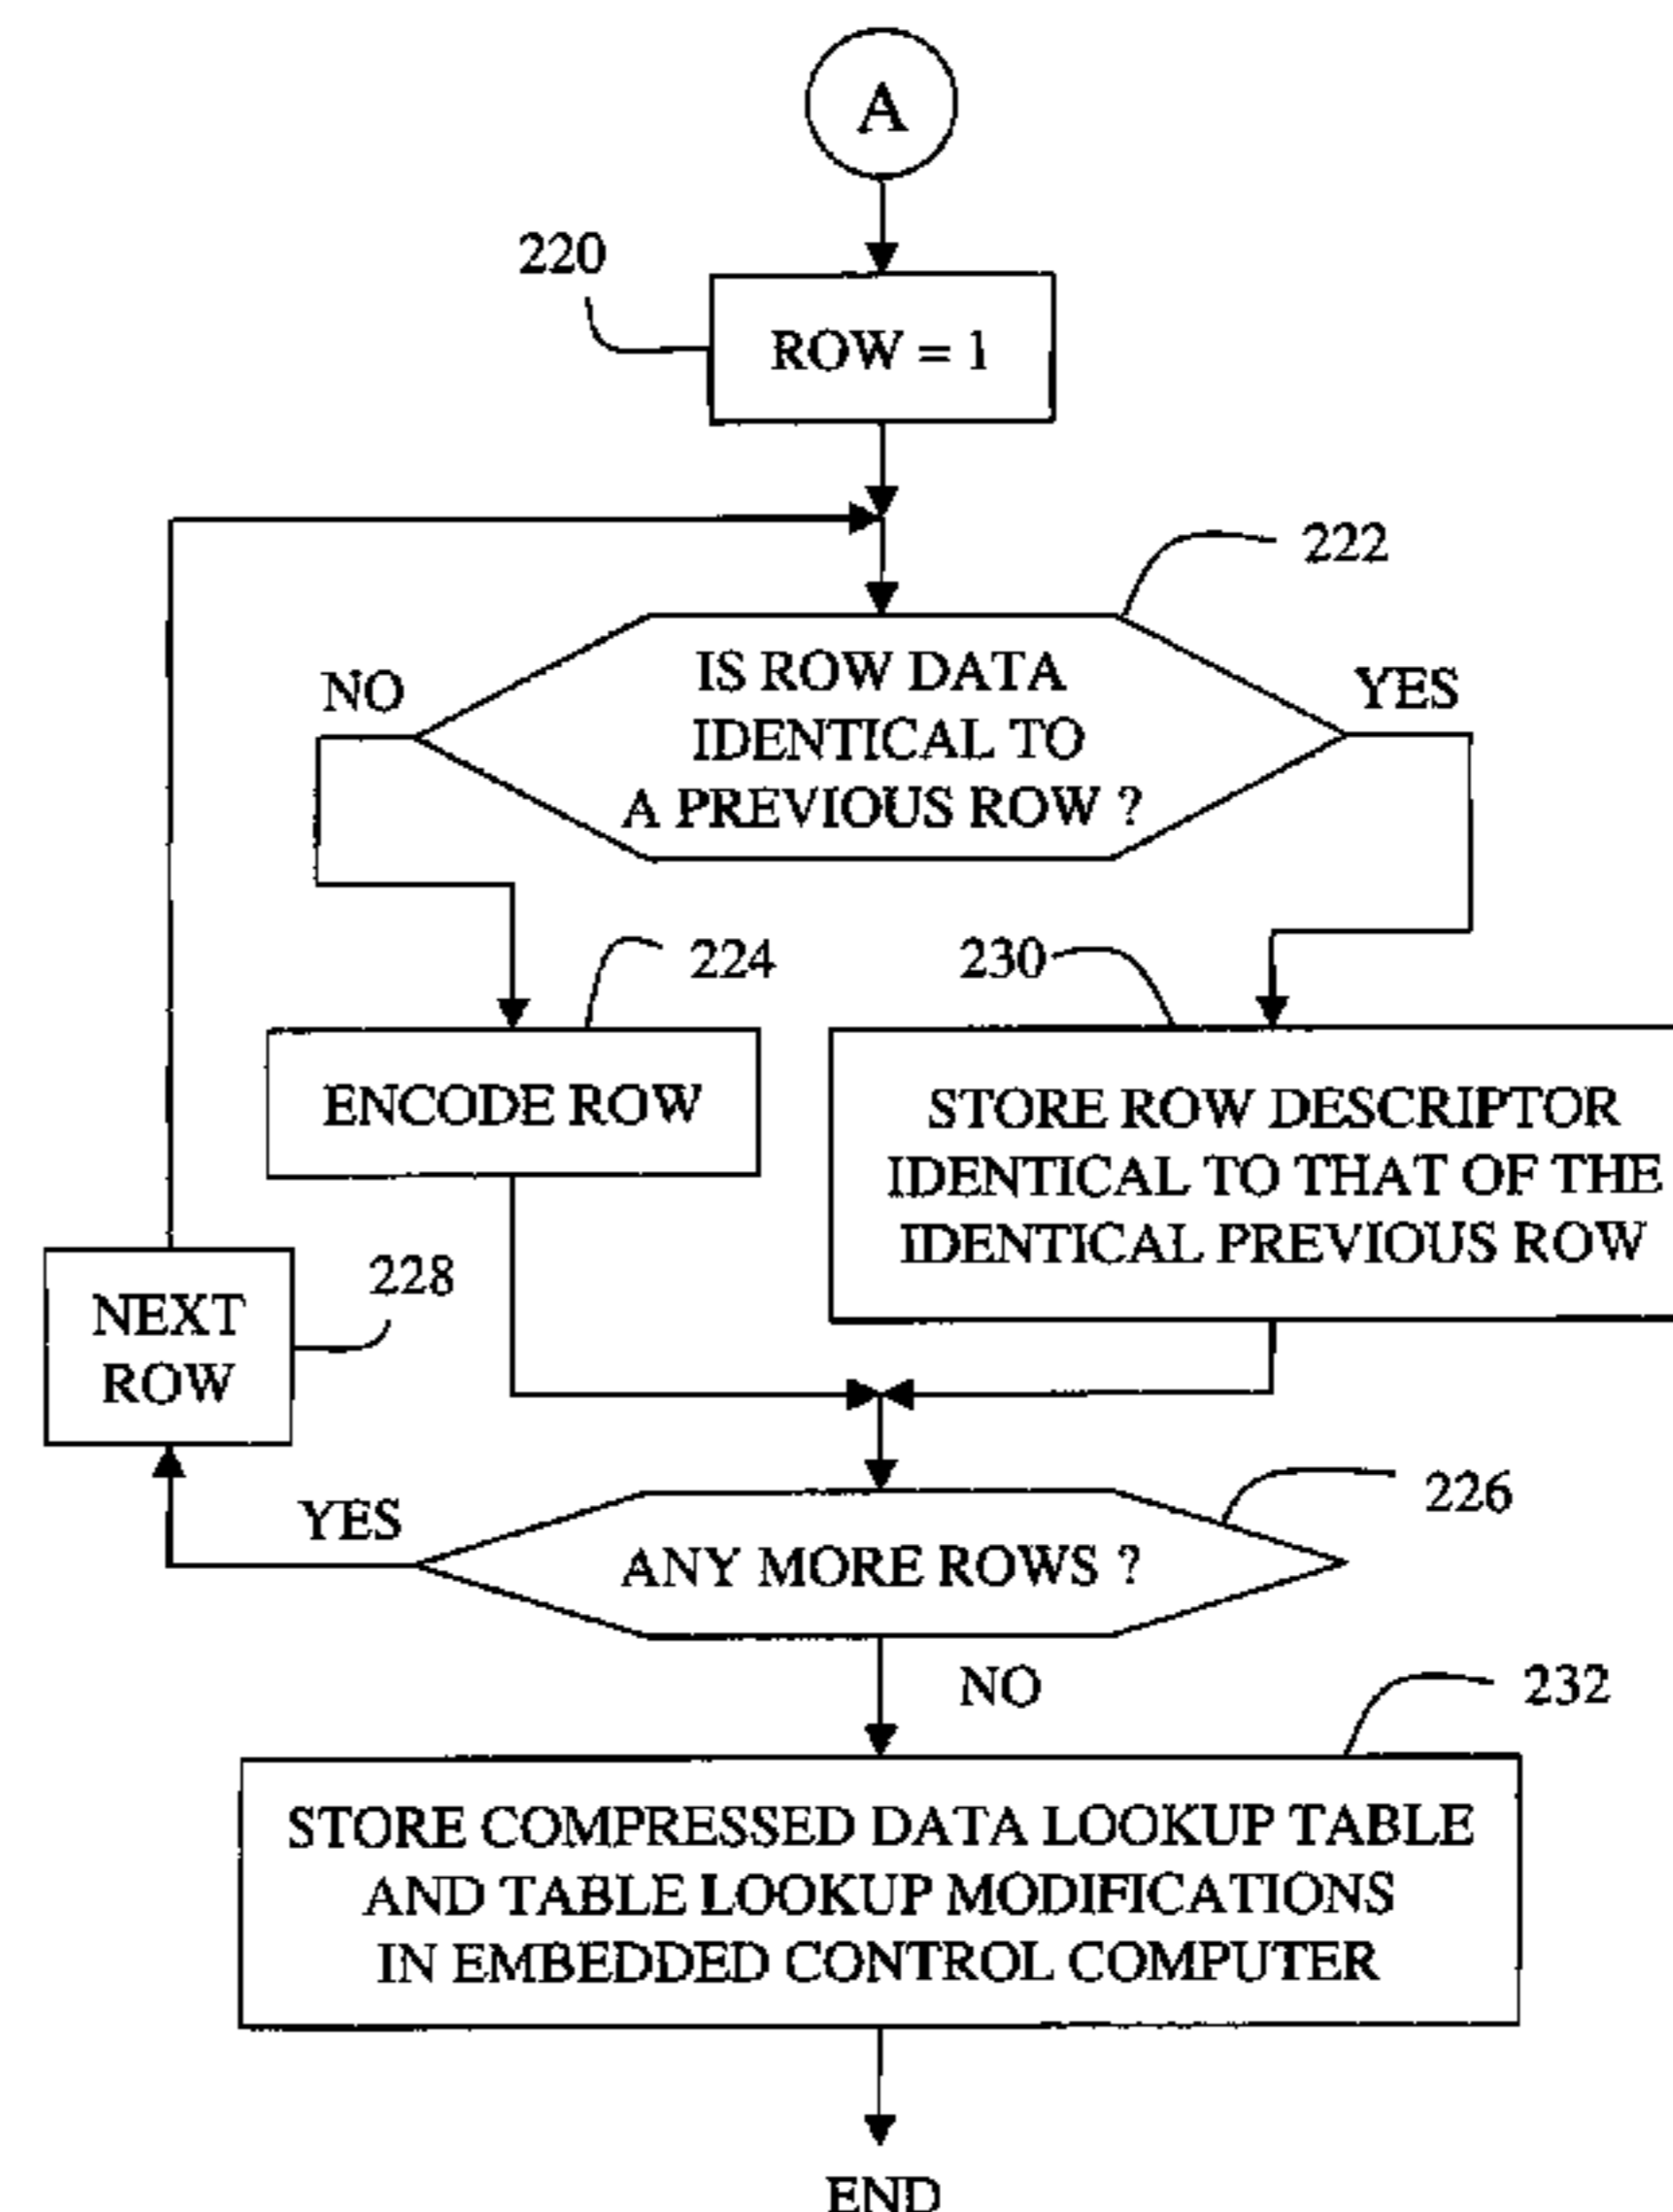 A
220
ROW = 1
222
NO
IS ROW DATA
IDENTICAL TO
A PREVIOUS ROW ?
YES
224
230
ENCODE ROW
STORE ROW DESCRIPTOR
IDENTICAL TO THAT OF THE
IDENTICAL PREVIOUS ROW
228
NEXT
ROW
226
YES
ANY MORE ROWS ?
NO
232
STORE COMPRESSED DATA LOOKUP TABLE
AND TABLE LOOKUP MODIFICATIONS
IN EMBEDDED CONTROL COMPUTER
END